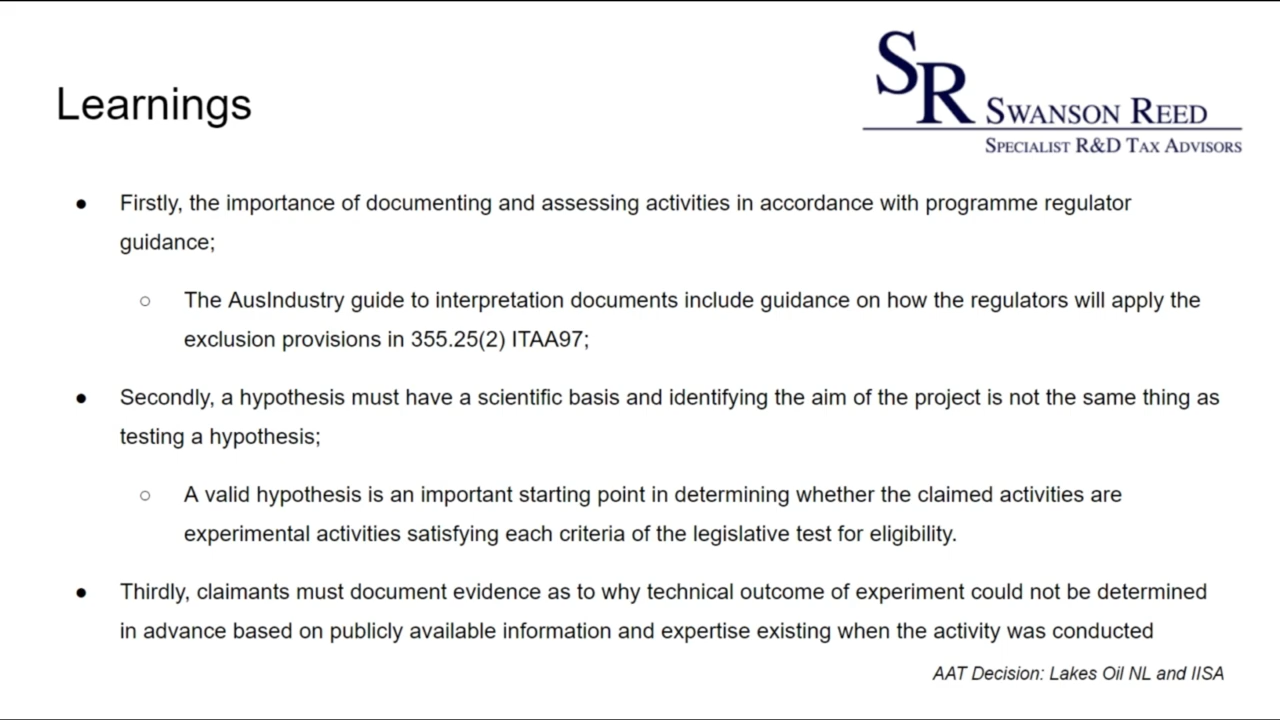 SR SWANSON REED
SPECIALIST R&D TAX ADVISORS
Learnings
● Firstly, the importance of documenting and assessing activities in accordance with programme regulator
guidance;
○ The AusIndustry guide to interpretation documents include guidance on how the regulators will apply the
exclusion provisions in 355.25(2) ITAA97;
● Secondly, a hypothesis must have a scientific basis and identifying the aim of the project is not the same thing as
testing a hypothesis;
○ A valid hypothesis is an important starting point in determining whether the claimed activities are
experimental activities satisfying each criteria of the legislative test for eligibility.
● Thirdly, claimants must document evidence as to why technical outcome of experiment could not be determined
in advance based on publicly available information and expertise existing when the activity was conducted
AAT Decision: Lakes Oil NL and IISA